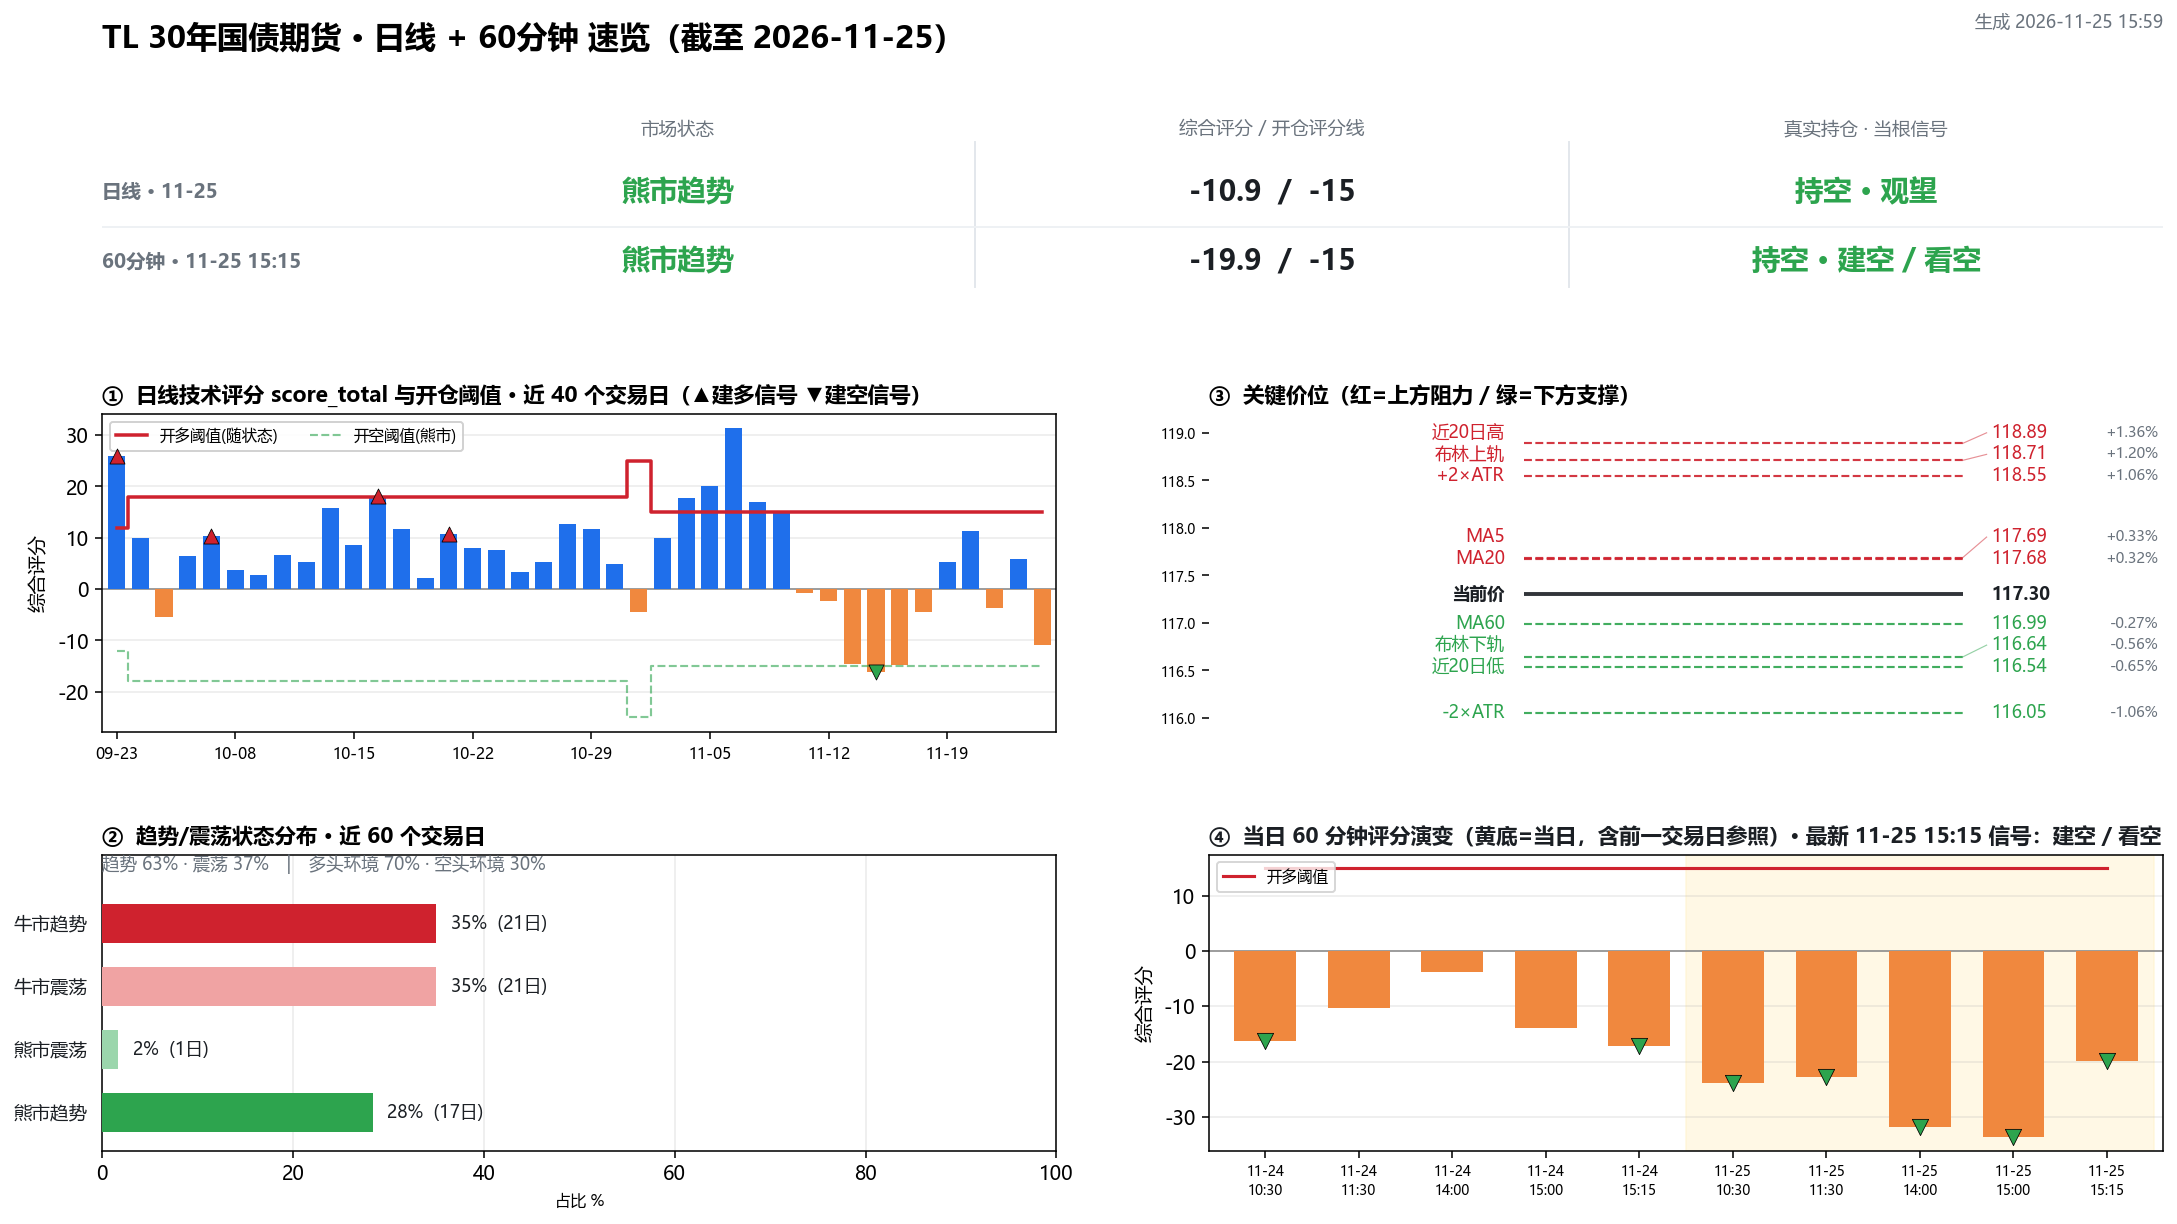 TL 30年国债期货 • 日线 + 60分钟 速览（截至 2026-11-25）
生成 2026-11-25 15:59
市场状态
综合评分 / 开仓评分线
真实持仓 · 当根信号
日线 • 11-25
熊市趋势
-10.9 / -15
持空 • 观望
60分钟 • 11-25 15:15
熊市趋势
-19.9 / -15
持空 • 建空 / 看空
① 日线技术评分 score_total 与开仓阈值 • 近 40 个交易日（▲建多信号 ▼建空信号）
开多阈值(随状态)
开空阈值(熊市)
综合评分
30
20
10
0
-10
-20
09-23
10-08
10-15
10-22
10-29
11-05
11-12
11-19
③ 关键价位（红=上方阻力 / 绿=下方支撑）
119.0
118.5
118.0
117.5
117.0
116.5
116.0
近20日高 118.89 +1.36%
布林上轨 118.71 +1.20%
+2×ATR 118.55 +1.06%
MA5 117.69 +0.33%
MA20 117.68 +0.32%
当前价 117.30
MA60 116.99 -0.27%
布林下轨 116.64 -0.56%
近20日低 116.54 -0.65%
-2×ATR 116.05 -1.06%
② 趋势/震荡状态分布 • 近 60 个交易日
趋势 63% · 震荡 37% | 多头环境 70% · 空头环境 30%
牛市趋势 35% (21日)
牛市震荡 35% (21日)
熊市震荡 2% (1日)
熊市趋势 28% (17日)
0
20
40
60
80
100
占比 %
④ 当日 60 分钟评分演变（黄底=当日，含前一交易日参照）• 最新 11-25 15:15 信号：建空 / 看空
开多阈值
综合评分
10
0
-10
-20
-30
11-24
10:30
11-24
11:30
11-24
14:00
11-24
15:00
11-24
15:15
11-25
10:30
11-25
11:30
11-25
14:00
11-25
15:00
11-25
15:15